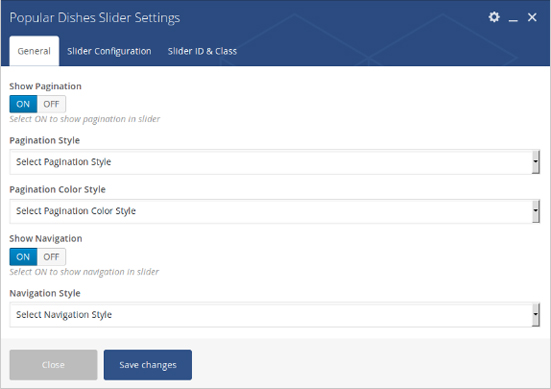 Popular Dishes Slider Settings
General Slider Configuration Slider ID & Class
Show Pagination
ON OFF
Select ON to show pagination in slider
Pagination Style
Select Pagination Style
Pagination Color Style
Select Pagination Color Style
Show Navigation
ON OFF
Select ON to show navigation in slider
Navigation Style
Select Navigation Style
Close Save changes